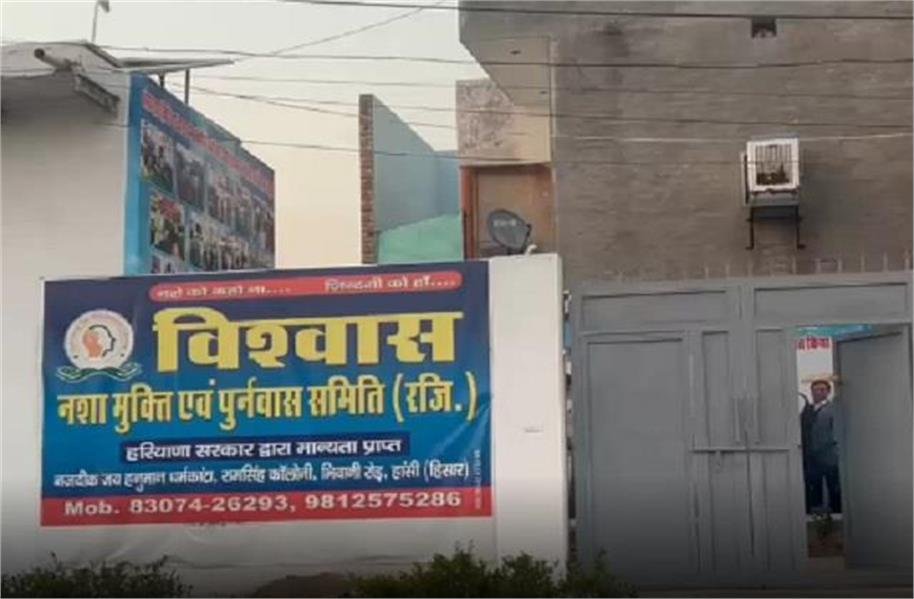 नशे को कहो ना.... जिन्दगी को हाँ....
विश्वास
नशा मुक्ति एवं पुर्नवास समिति (रजि.)
हरियाणा सरकार द्वारा मान्यता प्राप्त
नजदीक जय हनुमान धर्मकांटा, रामसिंह कॉलोनी, भिवानी रोड़, हांसी (हिसार)
Mob. 83074-26293, 9812575286